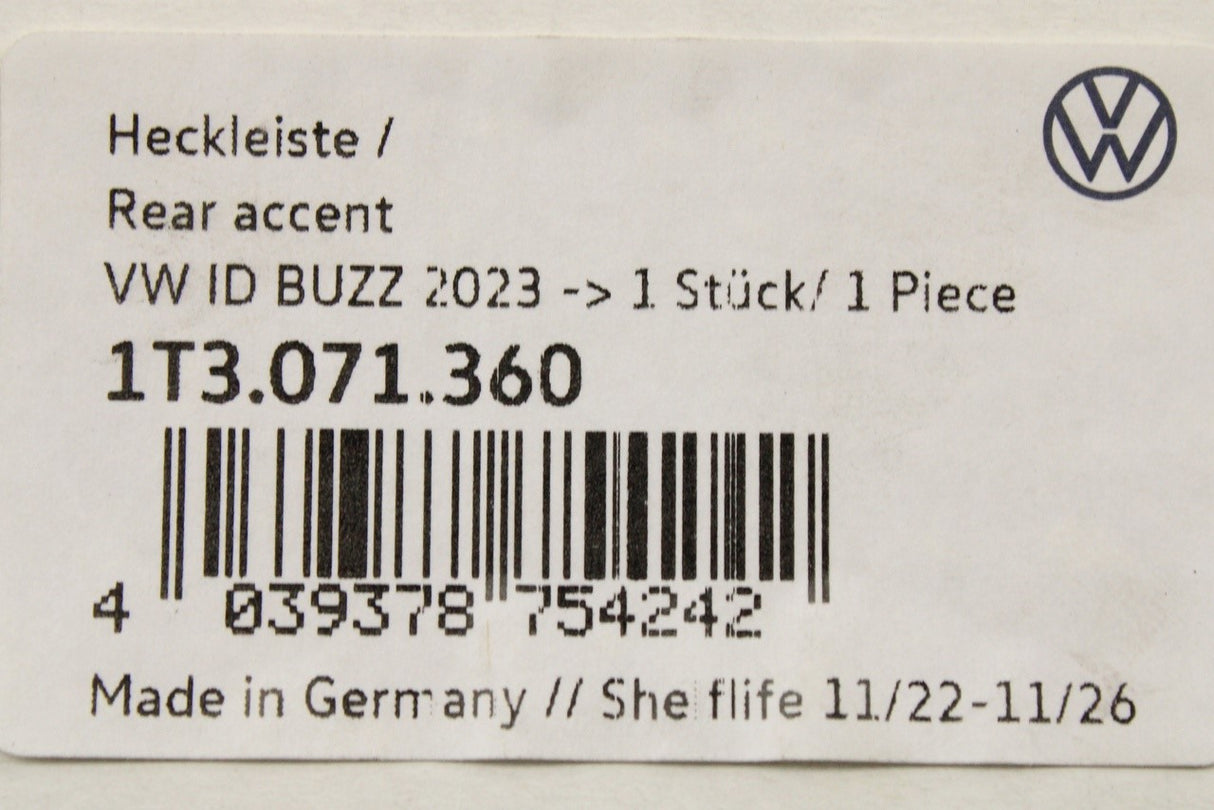 Heckleiste /
Rear accent
VW ID BUZZ 2023 -> 1 Stück/ 1 Piece
1T3.071.360
4 039378 754242
Made in Germany // Shelflife 11/22-11/26